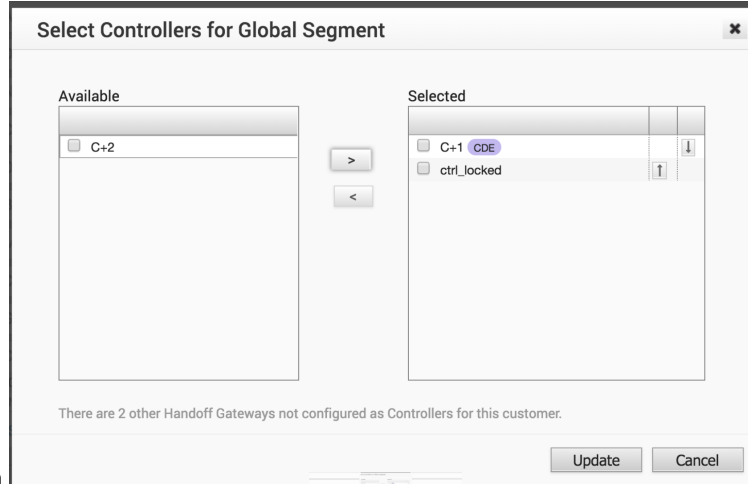 Select Controllers for Global Segment
Available
Selected
C+2
>
<
C+1 CDE
ctrl_locked
There are 2 other Handoff Gateways not configured as Controllers for this customer.
Update Cancel